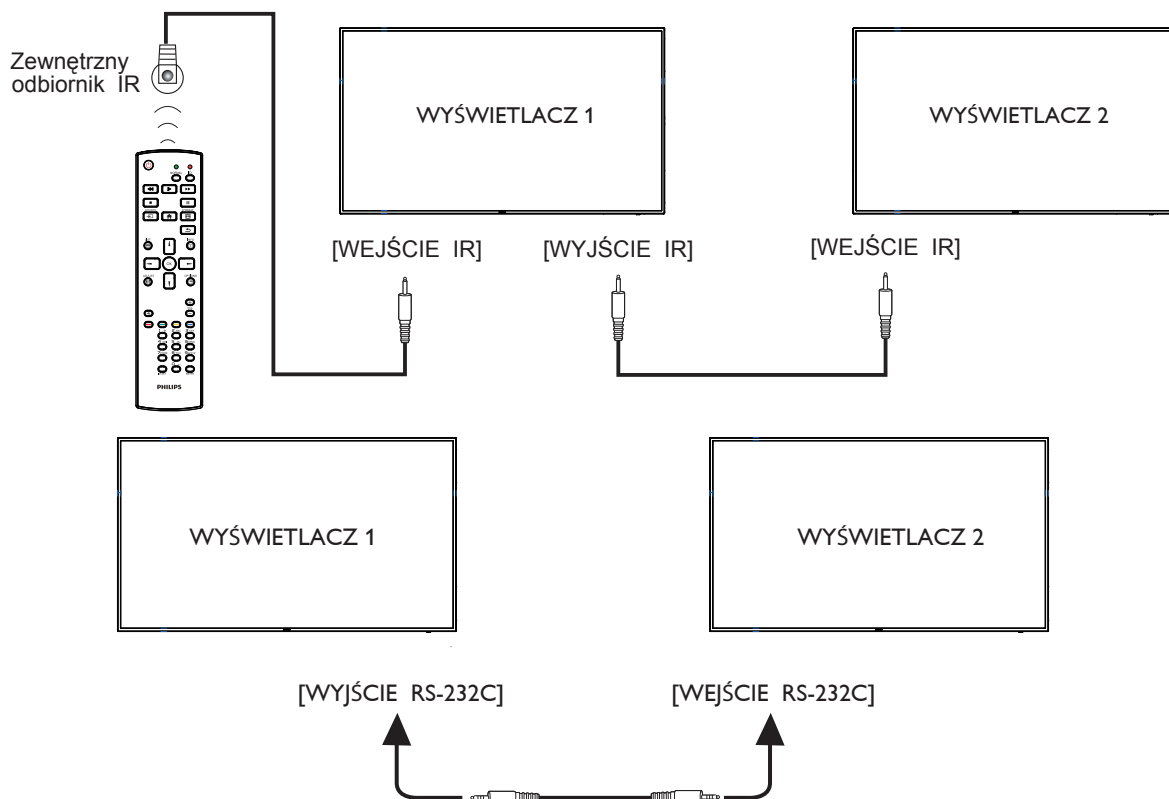 Zewnętrzny
odbiornik IR
WYŚWIETLACZ 1
WYŚWIETLACZ 2
[WEJŚCIE IR]
[WYJŚCIE IR]
[WEJŚCIE IR]
PHILIPS
WYŚWIETLACZ 1
WYŚWIETLACZ 2
[WYJŚCIE RS-232C]
[WEJŚCIE RS-232C]